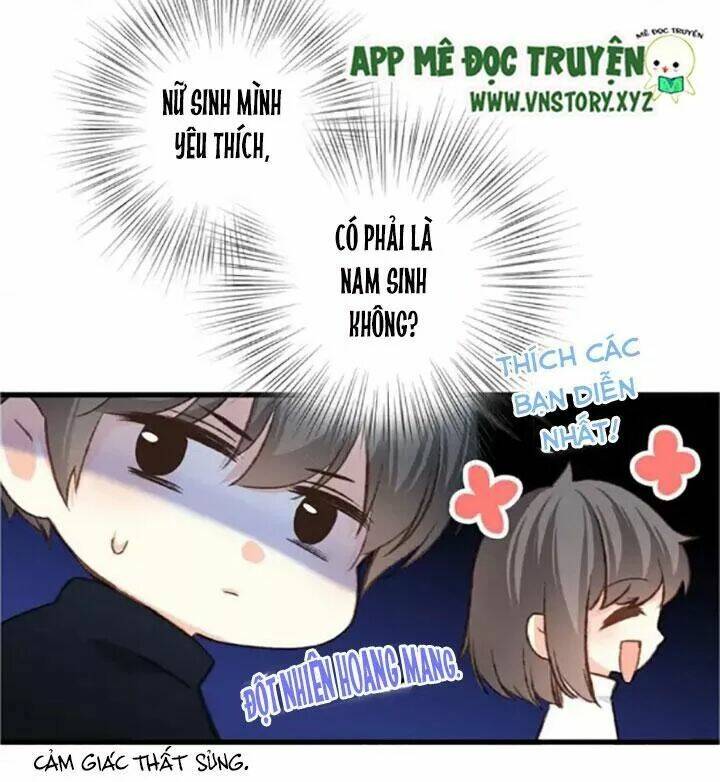 MÊ ĐỌC TRUYỆN
APP MÊ ĐỌC TRUYỆN
WWW.VNSTORY.XYZ
NỮ SINH MÌNH
YÊU THÍCH,
CÓ PHẢI LÀ
NAM SINH
KHÔNG?
THÍCH CÁC
BẠN DIỄN
NHẤT!
ĐỘT NHIÊN HOANG MANG.
CẢM GIÁC THẤT SỦNG.